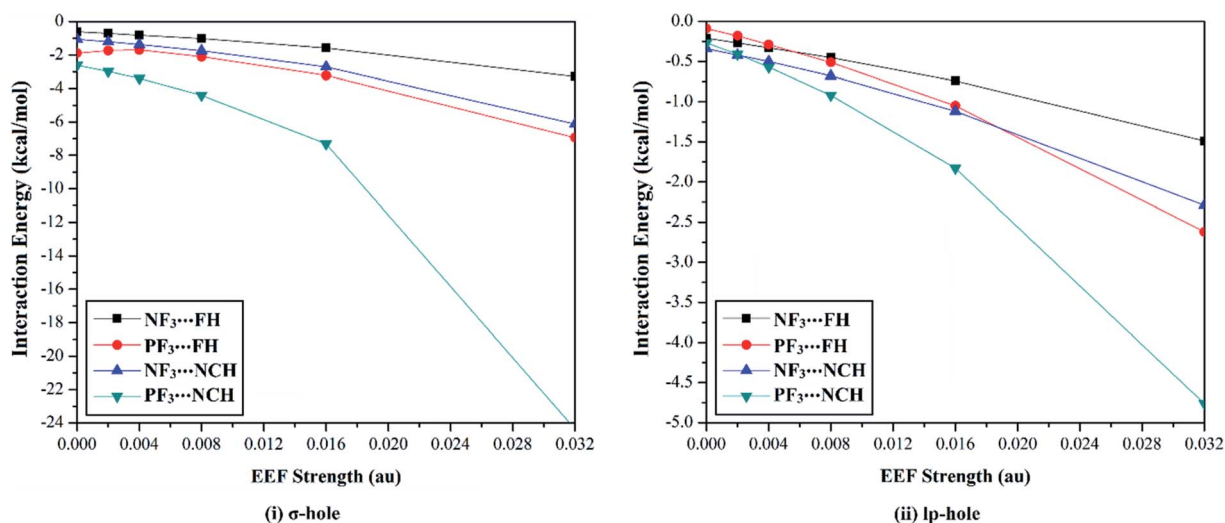 Interaction Energy (kcal/mol)
0
-2
-4
-6
-8
-10
-12
-14
-16
-18
-20
-22
-24
NF₃•••FH
PF₃•••FH
NF₃•••NCH
PF₃•••NCH
0.000 0.004 0.008 0.012 0.016 0.020 0.024 0.028 0.032
EEF Strength (au)
(i) σ-hole
Interaction Energy (kcal/mol)
0.0
-0.5
-1.0
-1.5
-2.0
-2.5
-3.0
-3.5
-4.0
-4.5
-5.0
NF₃•••FH
PF₃•••FH
NF₃•••NCH
PF₃•••NCH
0.000 0.004 0.008 0.012 0.016 0.020 0.024 0.028 0.032
EEF Strength (au)
(ii) lp-hole